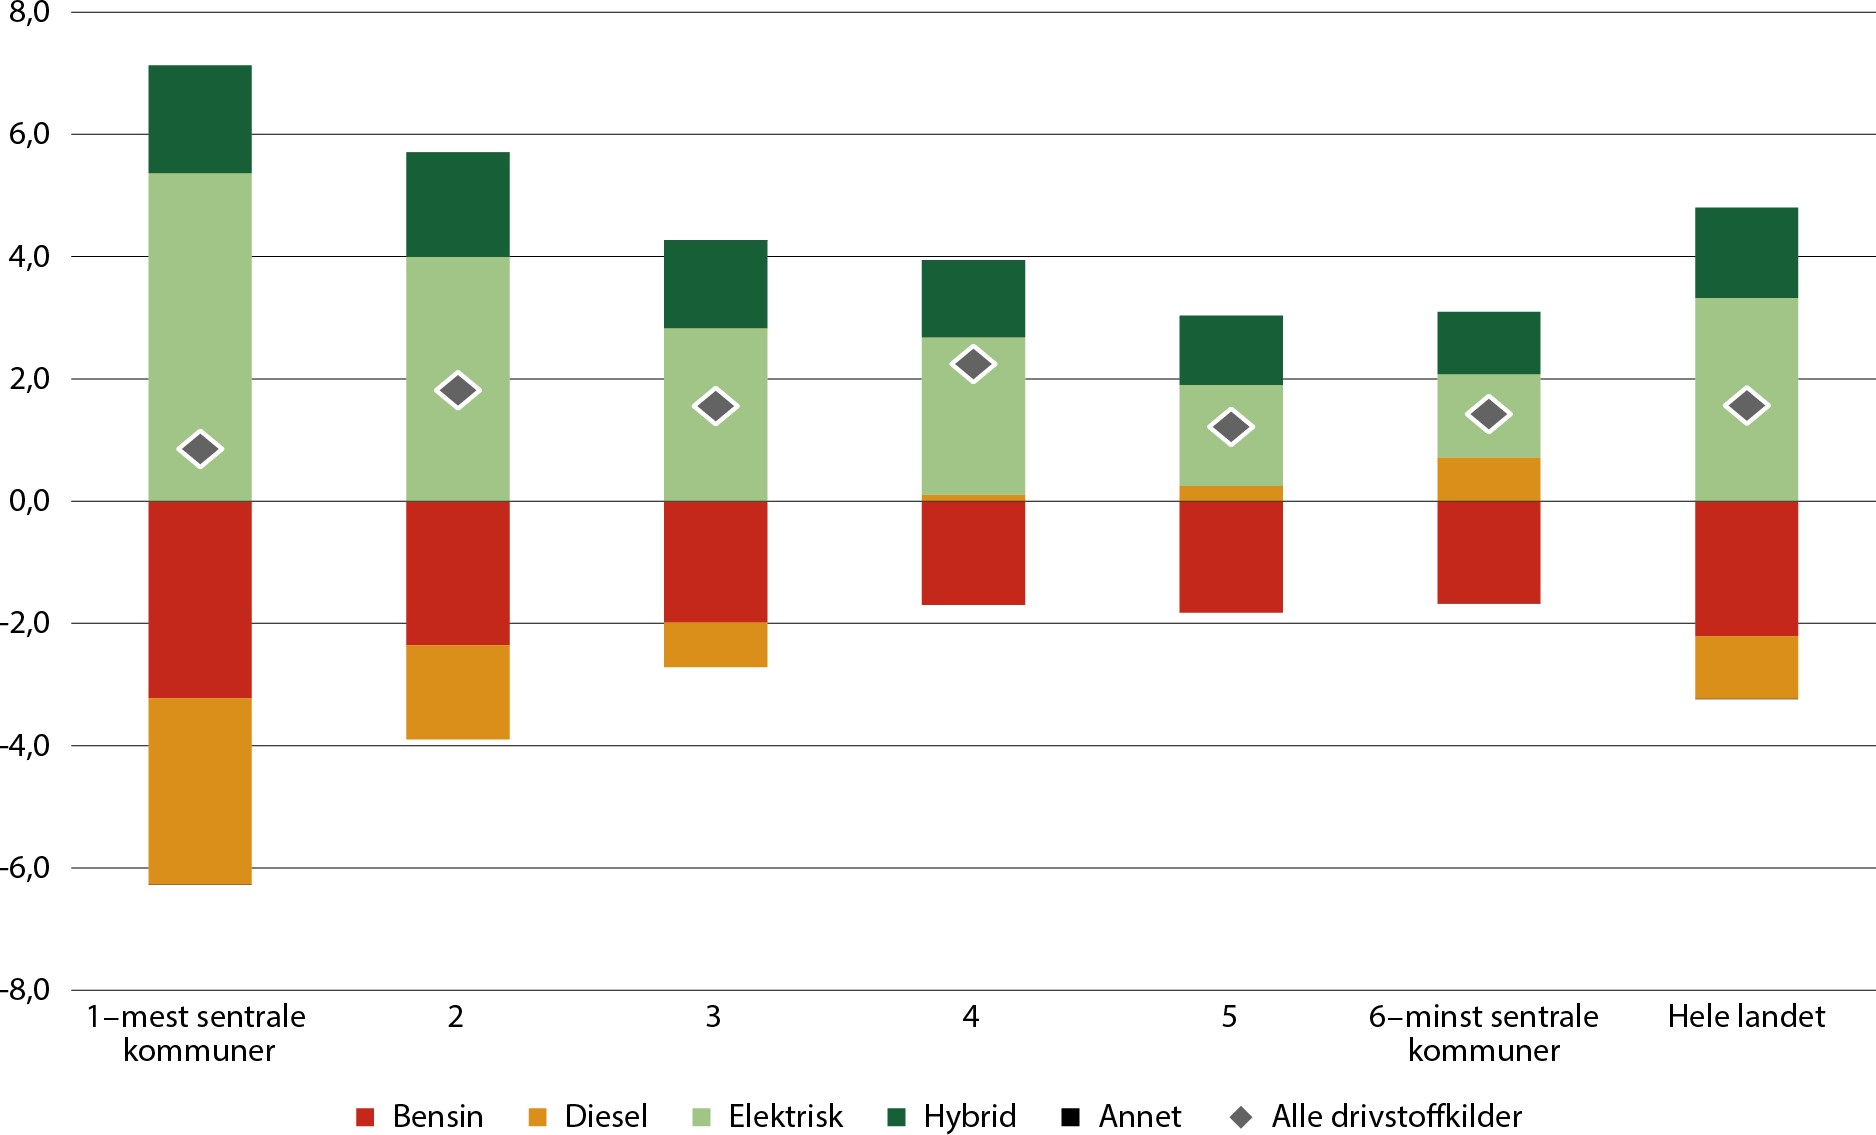 8,0
6,0
4,0
2,0
0,0
-2,0
-4,0
-6,0
-8,0
1–mest sentrale
kommuner
2
3
4
5
6–minst sentrale
kommuner
Hele landet
Bensin
Diesel
Elektrisk
Hybrid
Annet
Alle drivstoffkilder